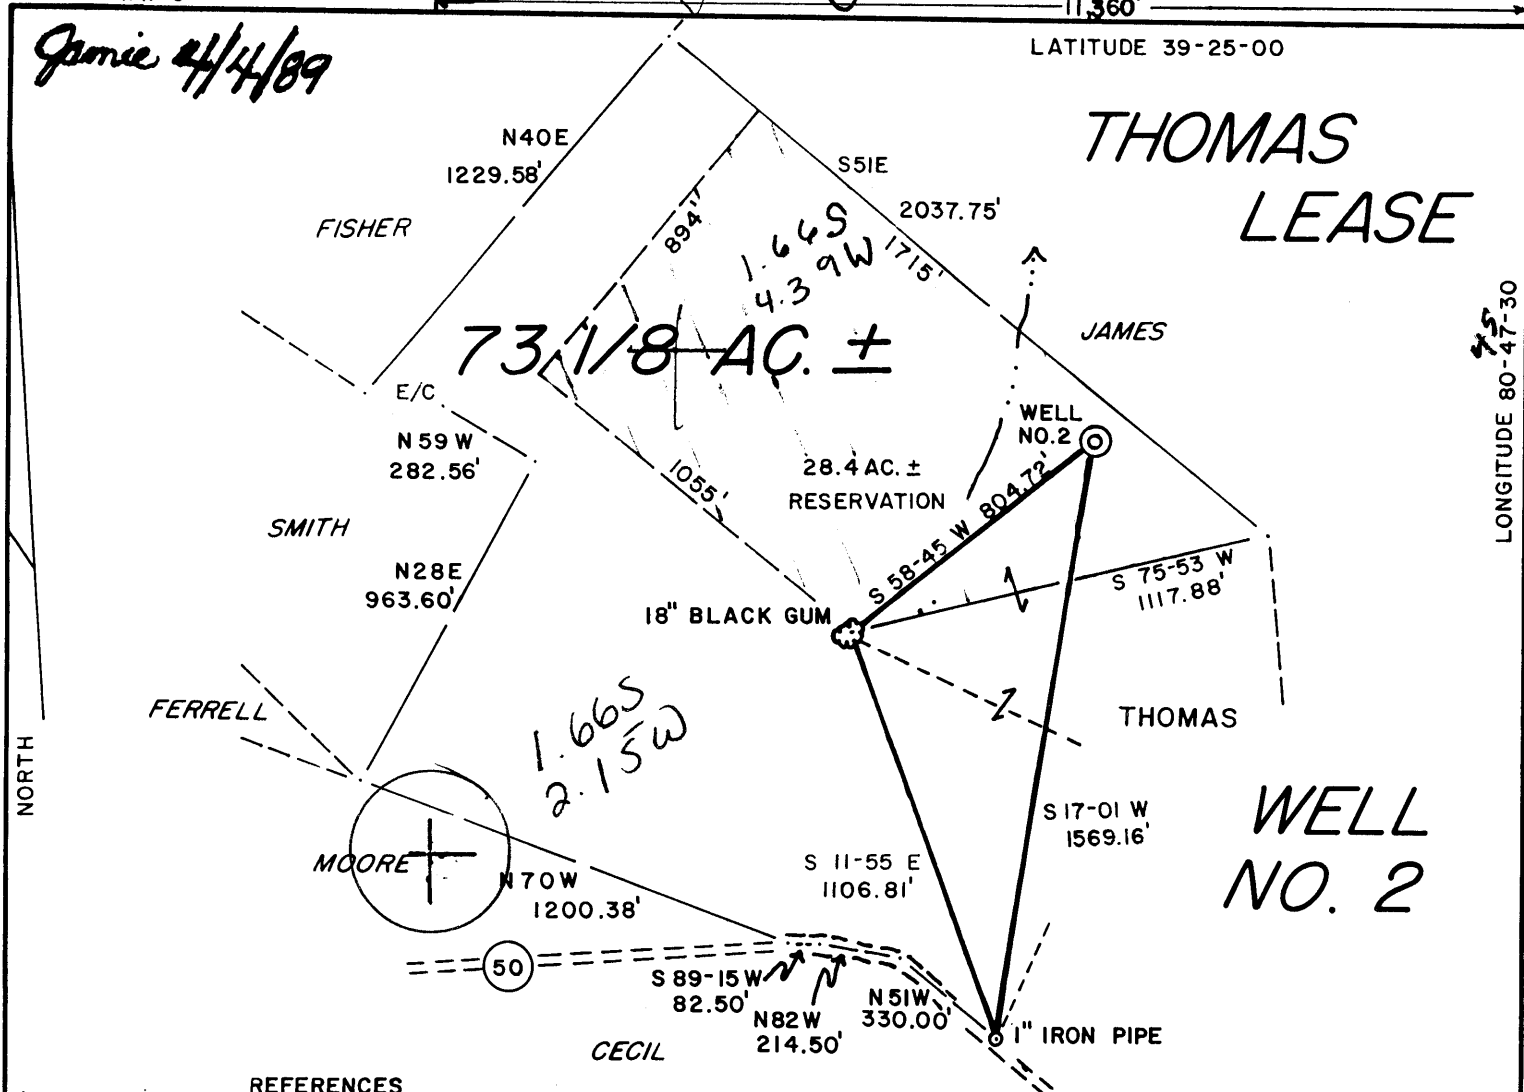 11,360'
LATITUDE 39-25-00
Jamie 4/4/89
THOMAS
LEASE
N40E
1229.58'
S51E
2037.75'
1715'
FISHER
894'
1.66S
4.39W
73 1/8 AC. ±
JAMES
45
LONGITUDE 80-47-30
E/C
N59W
282.56'
WELL
NO.2
28.4 AC. ±
RESERVATION
1055'
S 58-45 W 804.72'
SMITH
N28E
963.60'
S 75-53 W
1117.88'
18" BLACK GUM
FERRELL
1.66S
2.15W
THOMAS
NORTH
S 17-01 W
1569.16'
WELL
NO. 2
MOORE
N70W
1200.38'
S 11-55 E
1106.81'
50
S 89-15 W
82.50'
N82W
214.50'
N51W
330.00'
1" IRON PIPE
CECIL
REFERENCES